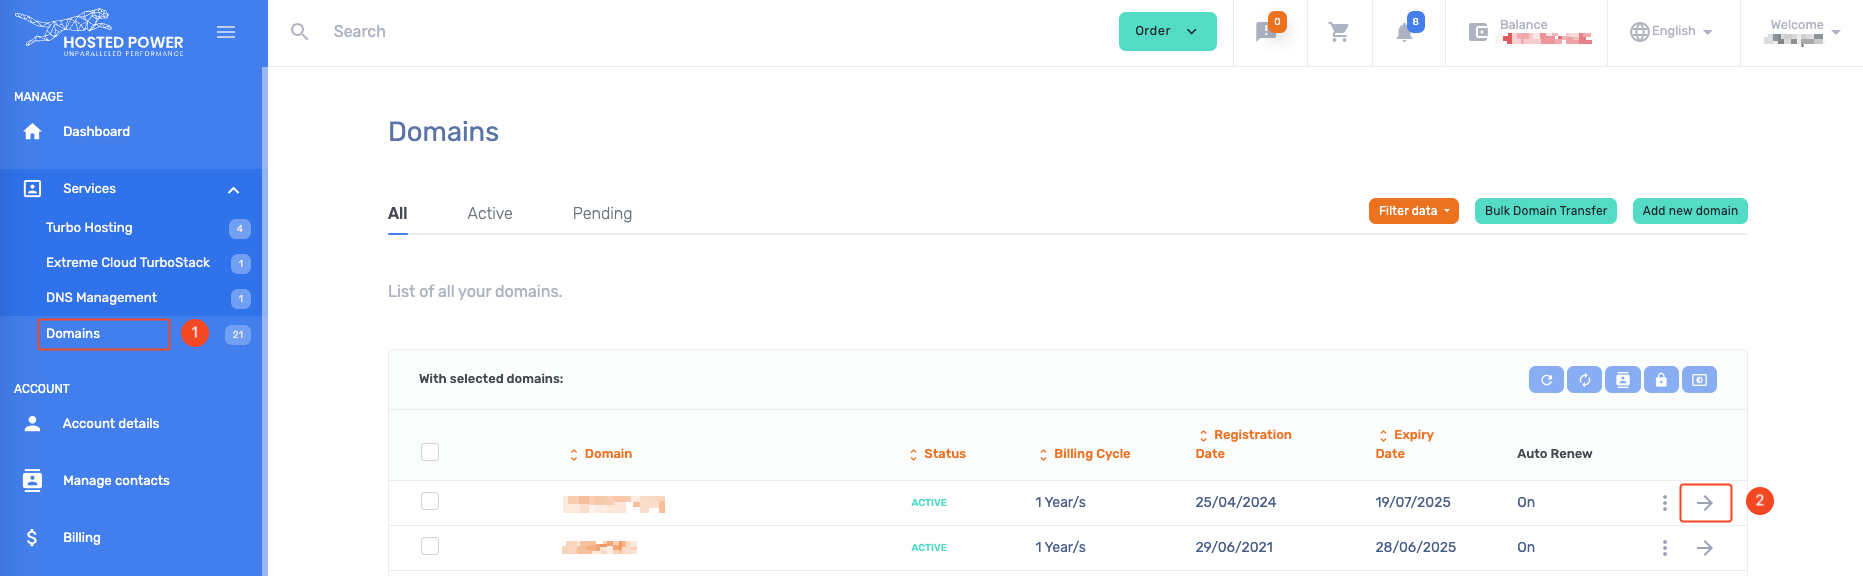 HOSTED POWER
UNPARALLELED PERFORMANCE
Search
Order
0
8
Balance
English
Welcome
MANAGE
Dashboard
Services
Turbo Hosting 4
Extreme Cloud TurboStack 1
DNS Management 1
Domains 1 21
ACCOUNT
Account details
Manage contacts
$ Billing
Domains
All Active Pending
Filter data
Bulk Domain Transfer
Add new domain
List of all your domains.
With selected domains:
Domain Status Billing Cycle Registration Date Expiry Date Auto Renew
ACTIVE 1 Year/s 25/04/2024 19/07/2025 On 2
ACTIVE 1 Year/s 29/06/2021 28/06/2025 On